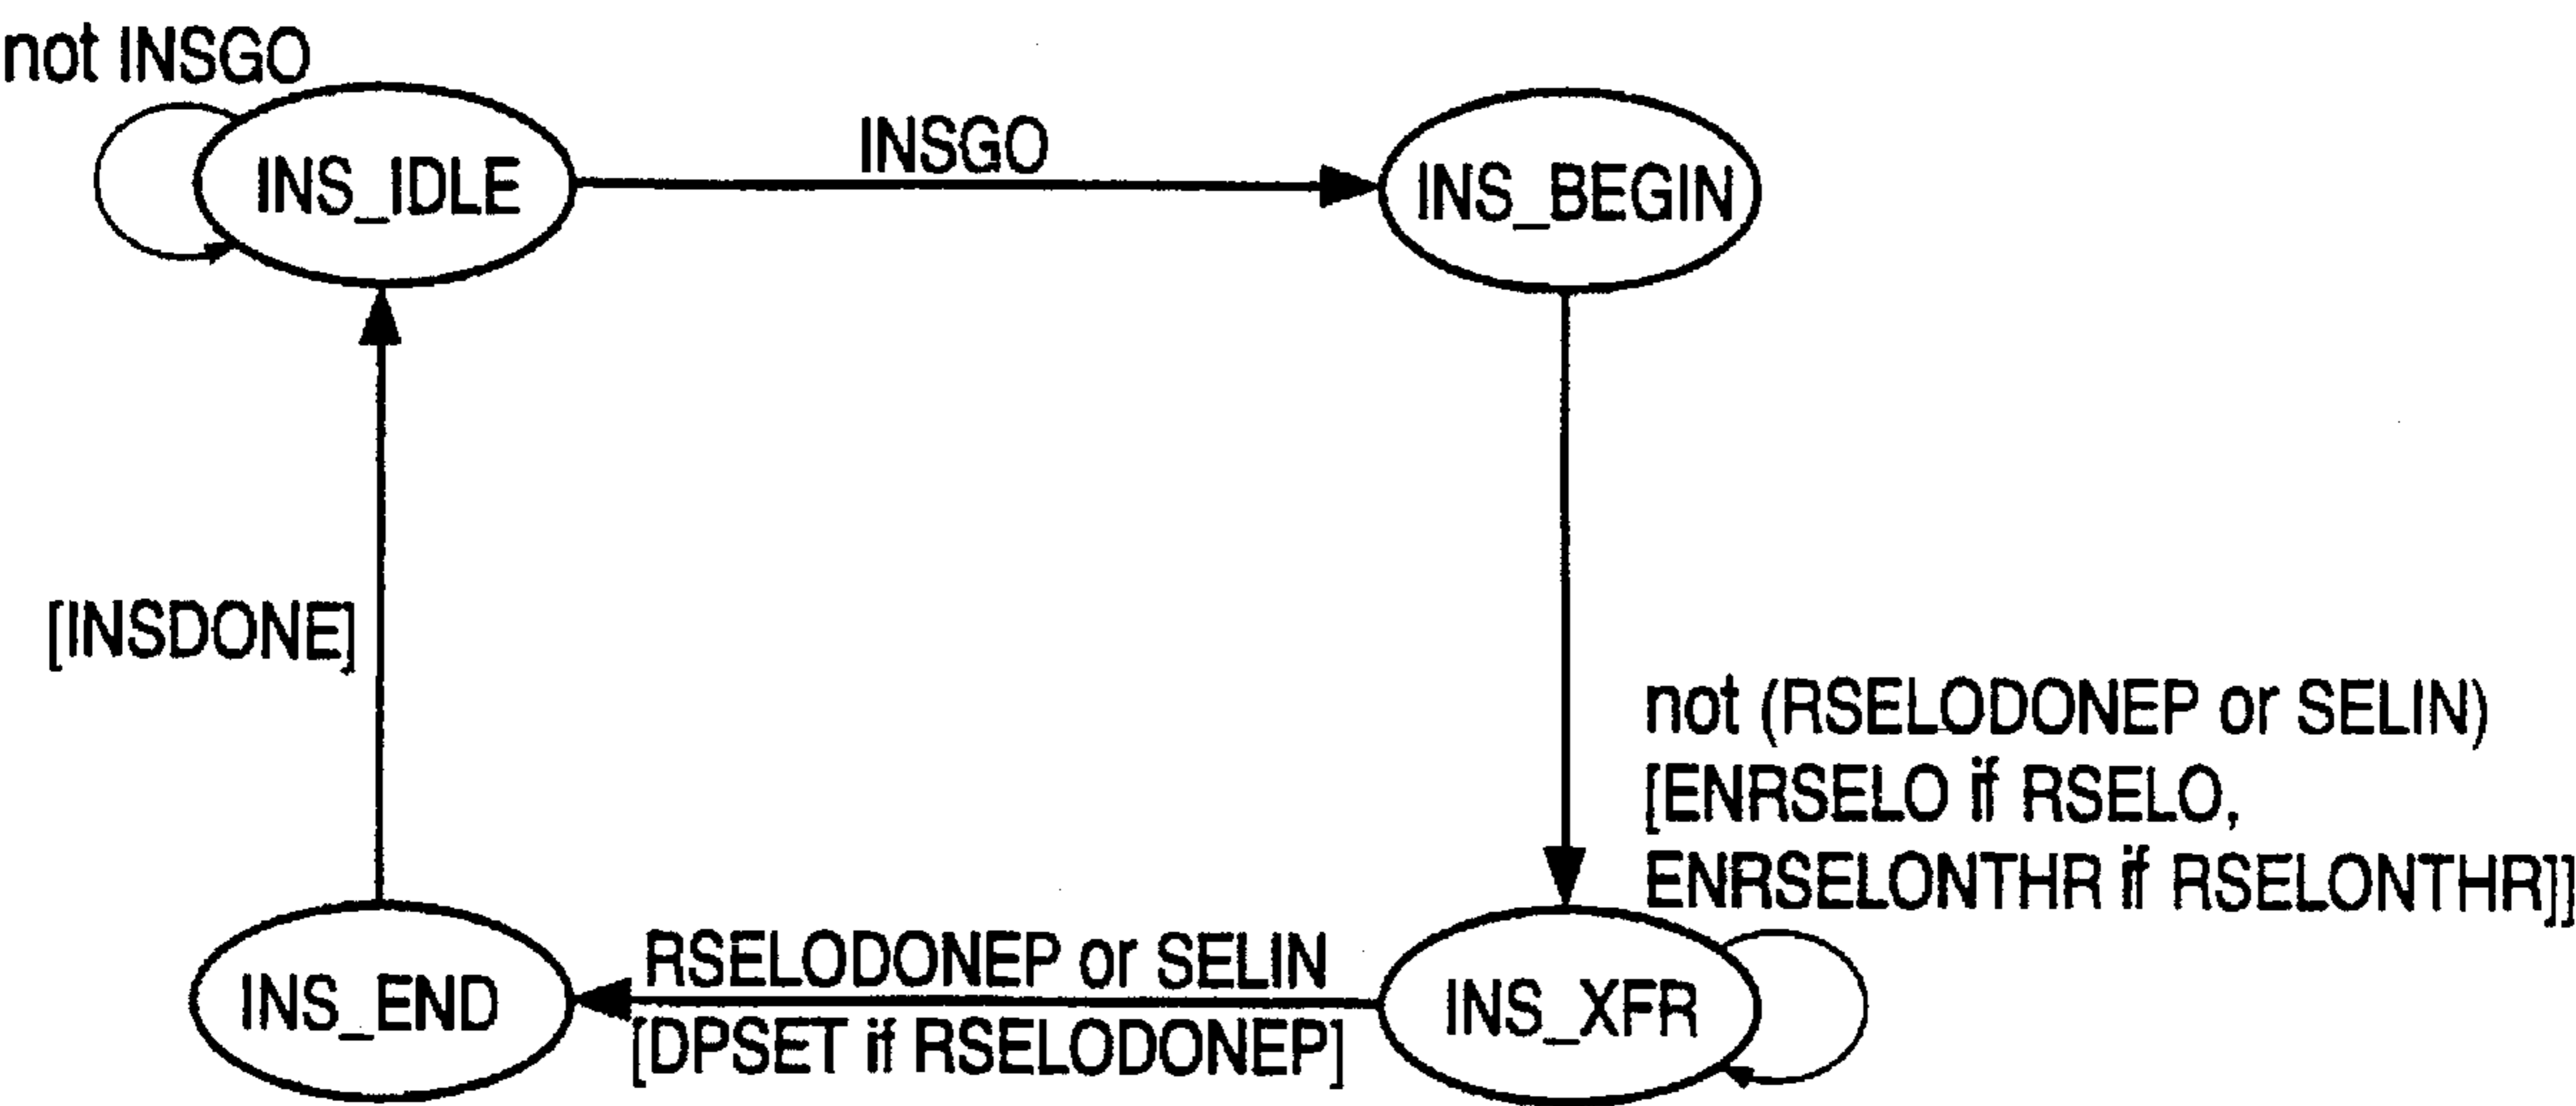 not INSGO
INS_IDLE
INSGO
INS_BEGIN
[INSDONE]
not (RSELODONEP or SELIN)
[ENRSELO if RSELO,
ENRSELONTHR if RSELONTHR]]
INS_END
RSELODONEP or SELIN
[DPSET if RSELODONEP]
INS_XFR